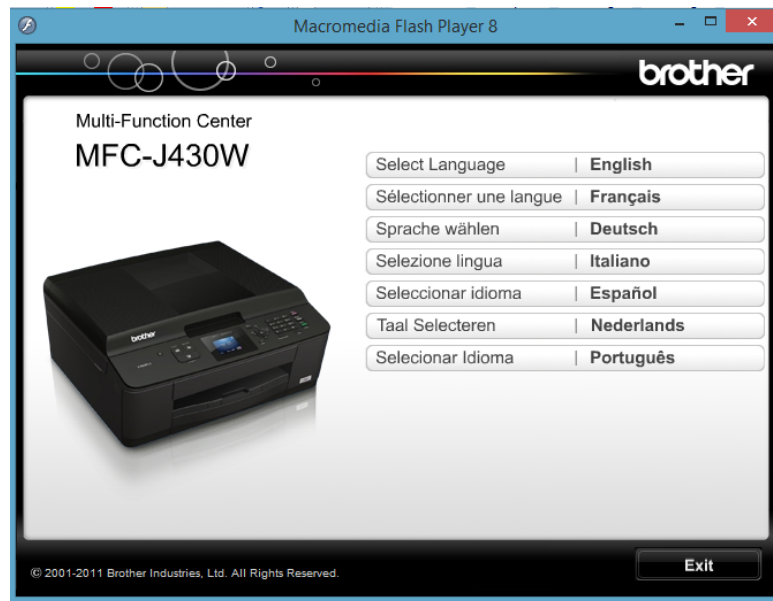 Macromedia Flash Player 8
brother
Multi-Function Center
MFC-J430W
Select Language | English
Sélectionner une langue | Français
Sprache wählen | Deutsch
Selezione lingua | Italiano
Seleccionar idioma | Español
Taal Selecteren | Nederlands
Selecionar Idioma | Português
brother
© 2001-2011 Brother Industries, Ltd. All Rights Reserved.
Exit